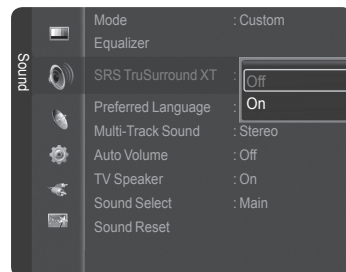 Sound
Mode : Custom
Equalizer
SRS TruSurround XT : Off
On
Preferred Language :
Multi-Track Sound : Stereo
Auto Volume : Off
TV Speaker : On
Sound Select : Main
Sound Reset